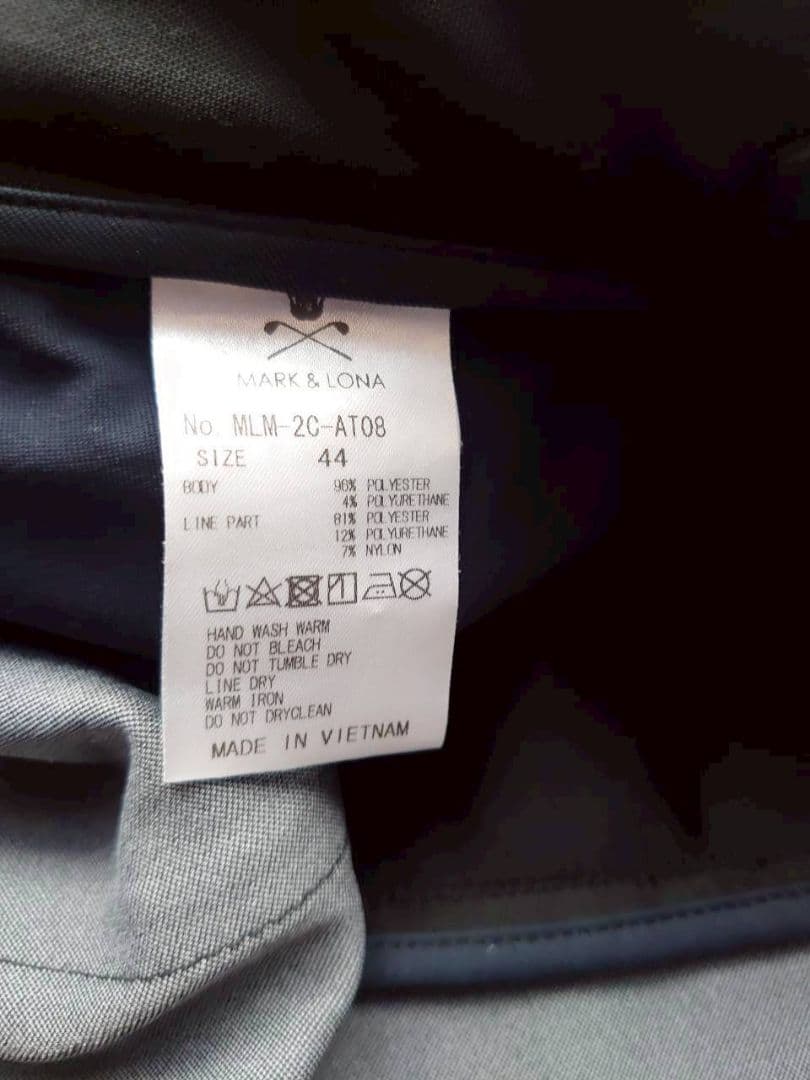 MARK & LONA
No. MLM-2C-AT08
SIZE 44
BODY 96% POLYESTER
4% POLYURETHANE
LINE PART 81% POLYESTER
12% POLYURETHANE
7% NYLON
HAND WASH WARM
DO NOT BLEACH
DO NOT TUMBLE DRY
LINE DRY
WARM IRON
DO NOT DRYCLEAN
MADE IN VIETNAM